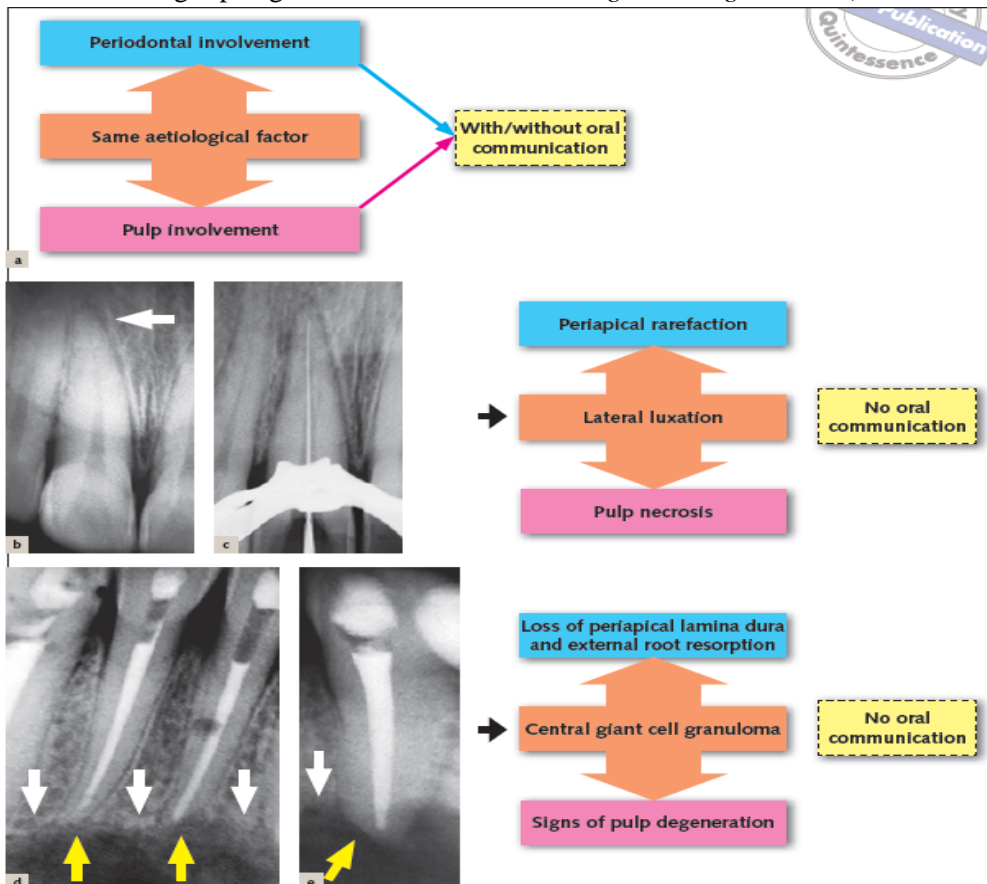 Periodontal involvement
Publication
Quintessence
Same aetiological factor
With/without oral
communication
Pulp involvement
a
Periapical rarefaction
Lateral luxation
No oral
communication
Pulp necrosis
b
c
Loss of periapical lamina dura
and external root resorption
Central giant cell granuloma
No oral
communication
Signs of pulp degeneration
d
e